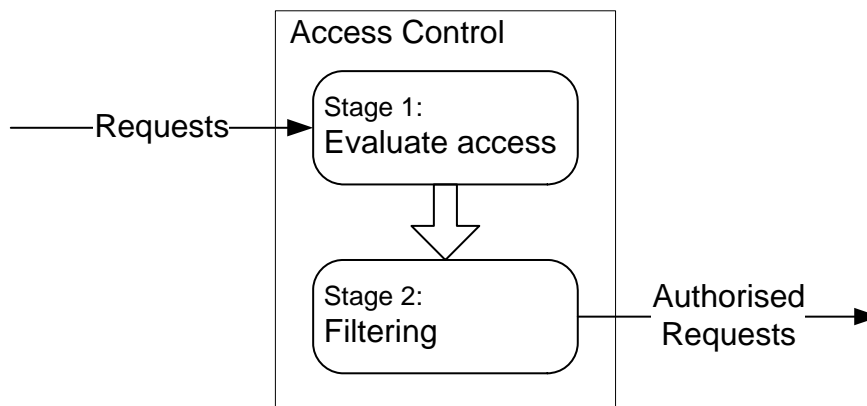 Access Control
Stage 1:
Evaluate access
Requests
Stage 2:
Filtering
Authorised
Requests